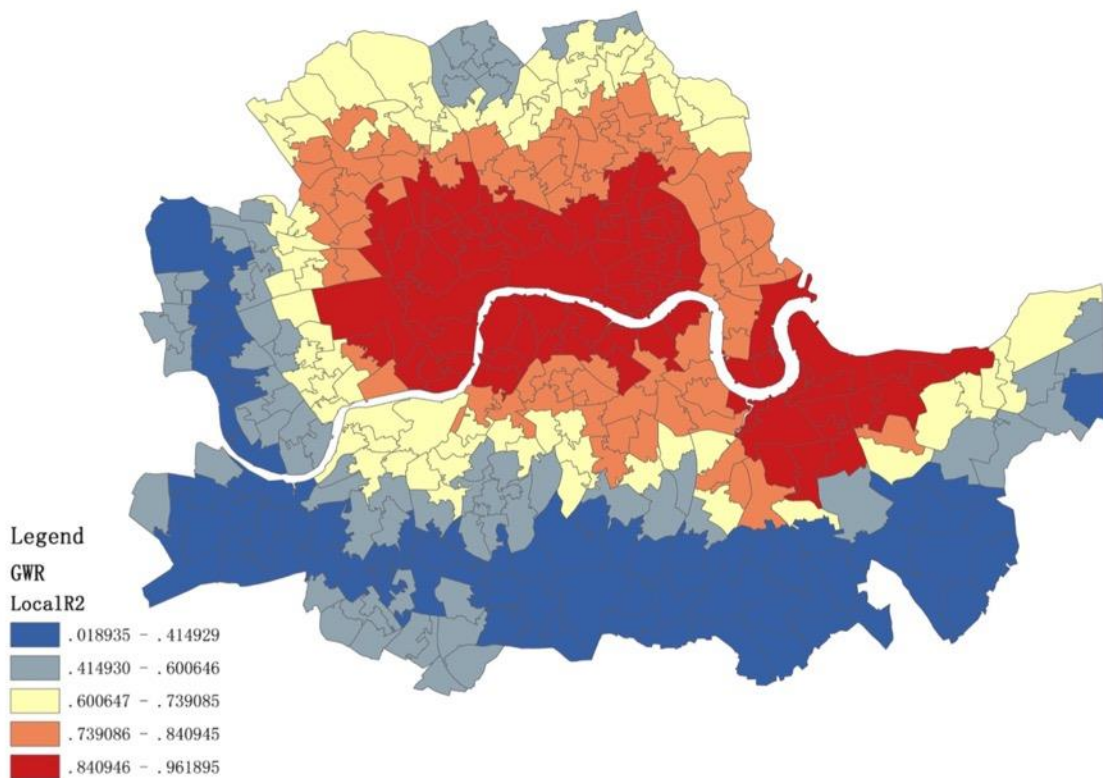 Legend
GWR
LocalR2
.018935 - .414929
.414930 - .600646
.600647 - .739085
.739086 - .840945
.840946 - .961895